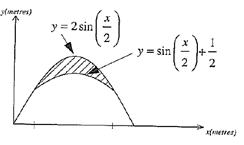 y(metres)
y = 2 sin(x/2)
y = sin(x/2) + 1/2
x(metres)